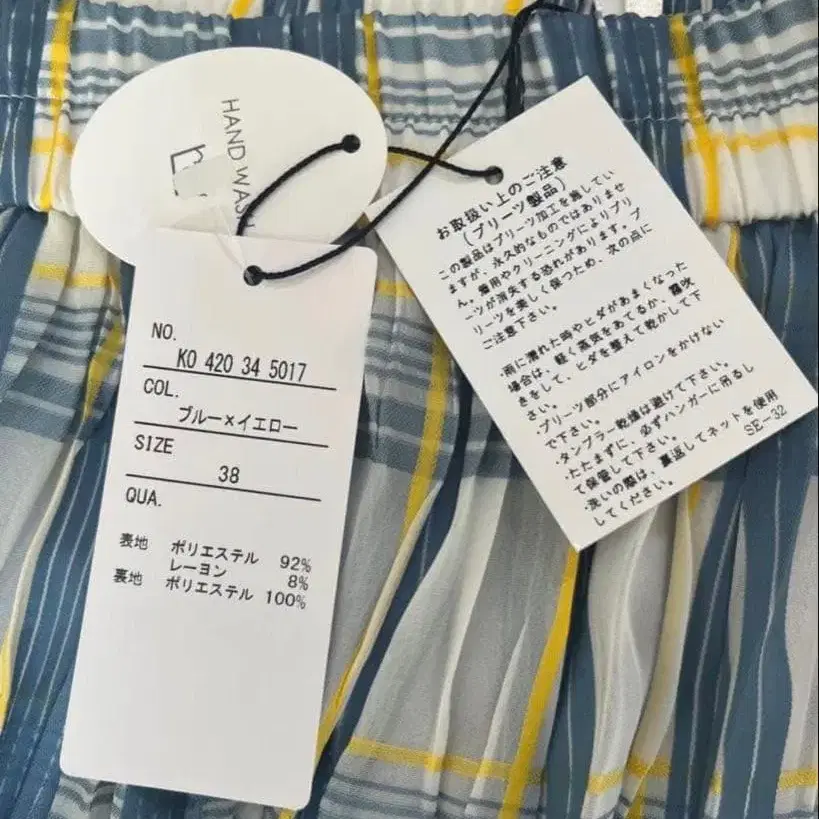 HAND WASH
NO.
KO 420 34 5017
COL.
ブルー×イエロー
SIZE
38
QUA.
表地 ポリエステル 92%
レーヨン 8%
裏地 ポリエステル 100%
お取扱い上のご注意
(プリーツ製品)
この製品はプリーツ加工を施してい
ますが、永久的なものではありませ
ん。着用やクリーニングによりプリ
ーツが消失する恐れがあります。プ
リーツを美しく保つため、次の点に
ご注意下さい。
・雨に濡れた時やヒダがあまくなった
場合は、軽く蒸気をあてるか、霧吹
きをして、ヒダを整えて乾かして下
さい。
・プリーツ部分にアイロンをかけない
で下さい。
・タンブラー乾燥は避けて下さい。
・たたまずに、必ずハンガーに吊るし
て保管して下さい。
・洗いの際は、裏返してネットを使用
してください。
SE-32